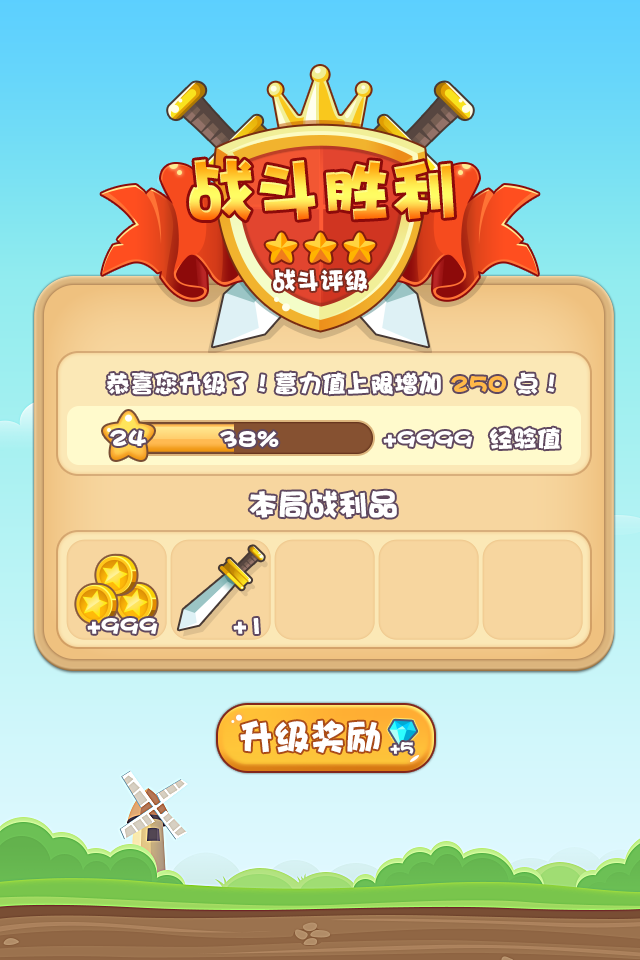 战斗胜利
战斗评级
恭喜您升级了！蓄力值上限增加 250 点！
24 38% +9999 经验值
本局战利品
+999 +1
升级奖励 +5